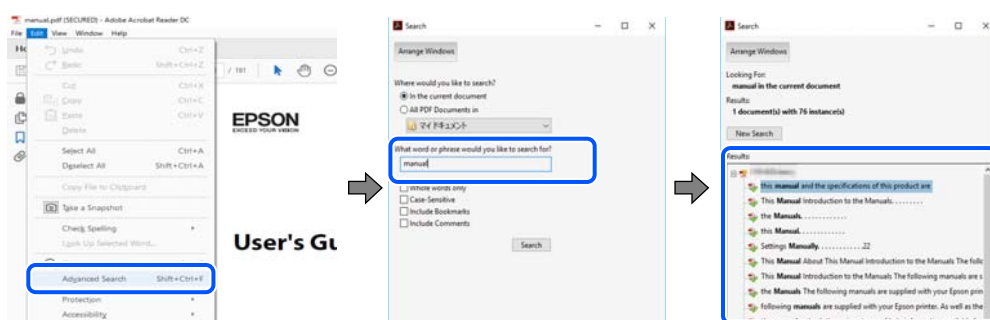 manual.pdf (SECURED) - Adobe Acrobat Reader DC
File Edit View Window Help
Undo Ctrl+Z
Redo Shift+Ctrl+Z
Cut Ctrl+X
Copy Ctrl+C
Paste Ctrl+V
Delete
Select All Ctrl+A
Deselect All Shift+Ctrl+A
Copy File to Clipboard
Take a Snapshot
Check Spelling
Look Up Selected Word...
Advanced Search Shift+Ctrl+F
Protection
Accessibility
/ 191
EPSON
EXCEED YOUR VISION
User's Gu
Search
Arrange Windows
Where would you like to search?
In the current document
All PDF Documents in
マイ ドキュメント
What word or phrase would you like to search for?
manual
Whole words only
Case-Sensitive
Include Bookmarks
Include Comments
Search
Search
Arrange Windows
Looking For:
manual in the current document
Results:
1 document(s) with 76 instance(s)
New Search
Results
this manual and the specifications of this product are
This Manual Introduction to the Manuals. . . . . . . . .
the Manuals. . . . . . . . . . . . .
this Manual. . . . . . . . . . . . .
Settings Manually. . . . . . . . . . . . .22
This Manual About This Manual Introduction to the Manuals The follo
This Manual Introduction to the Manuals The following manuals are s
the Manuals The following manuals are supplied with your Epson prin
following manuals are supplied with your Epson printer. As well as the